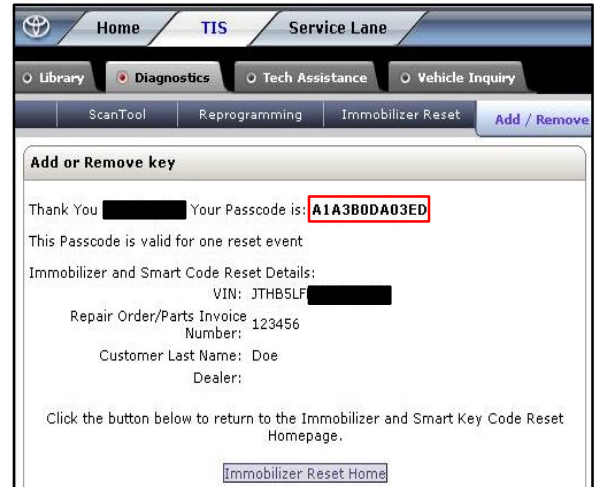 Home TIS Service Lane
Library Diagnostics Tech Assistance Vehicle Inquiry
ScanTool Reprogramming Immobilizer Reset Add / Remove
Add or Remove key
Thank You Your Passcode is: A1A3B0DA03ED
This Passcode is valid for one reset event
Immobilizer and Smart Code Reset Details:
VIN: JTHB5LF
Repair Order/Parts Invoice
Number: 123456
Customer Last Name: Doe
Dealer:
Click the button below to return to the Immobilizer and Smart Key Code Reset
Homepage.
Immobilizer Reset Home